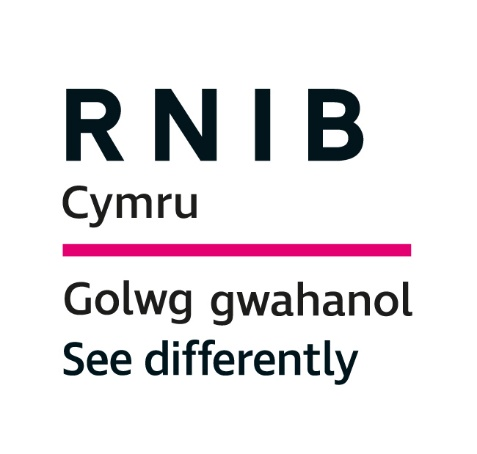 RNIB
Cymru
Golwg gwahanol
See differently